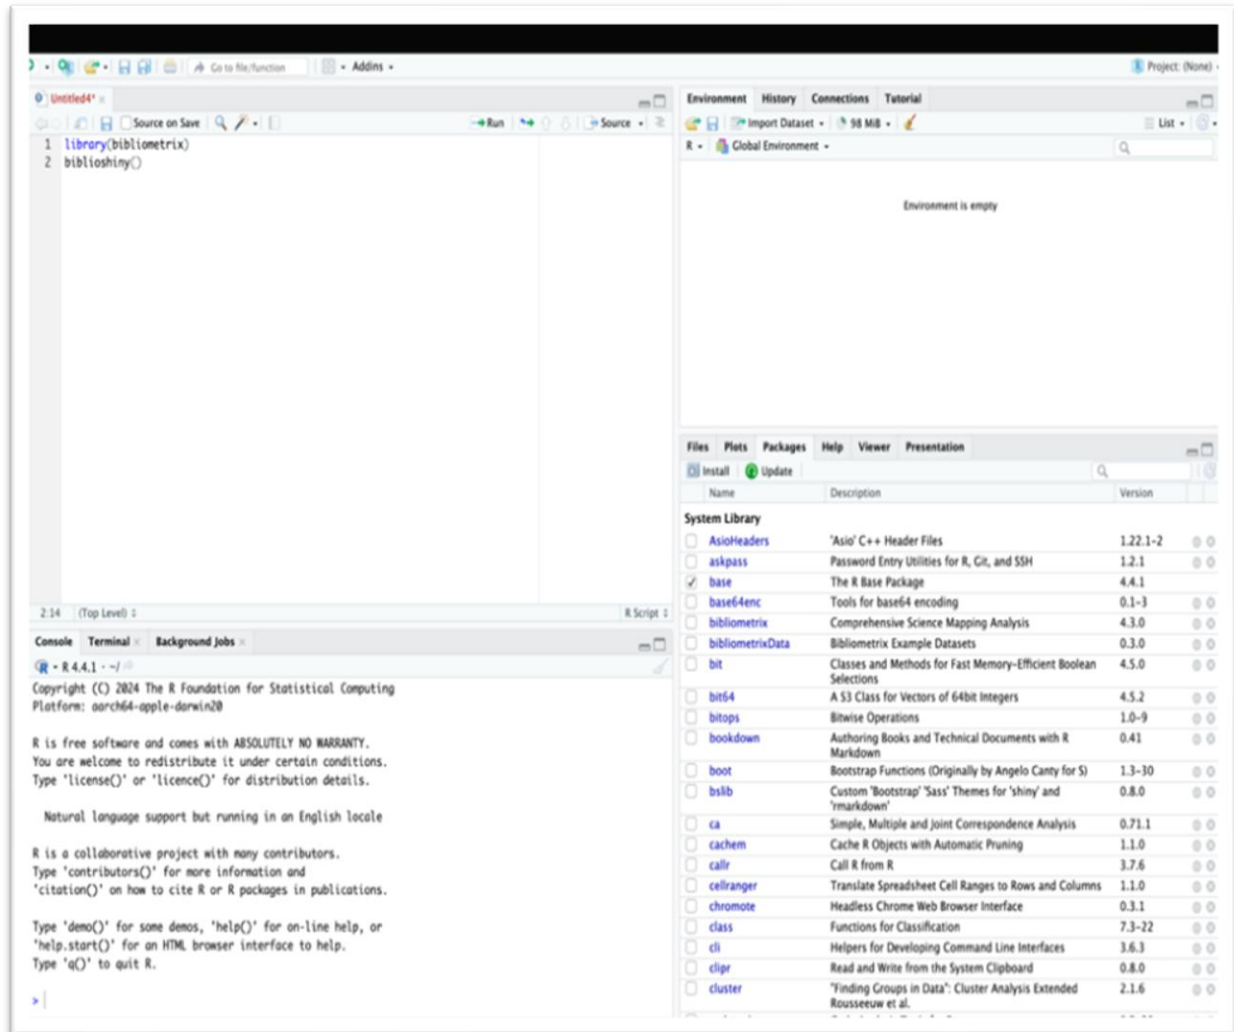 Go to file/function
Addins
Project: (None)
Untitled4*
Source on Save
Run
Source
1 library(bibliometrix)
2 biblioshiny()
2:14 (Top Level)
R Script
Console Terminal Background Jobs
R 4.4.1 · ~/
Copyright (C) 2024 The R Foundation for Statistical Computing
Platform: aarch64-apple-darwin20
R is free software and comes with ABSOLUTELY NO WARRANTY.
You are welcome to redistribute it under certain conditions.
Type 'license()' or 'licence()' for distribution details.
Natural language support but running in an English locale
R is a collaborative project with many contributors.
Type 'contributors()' for more information and
'citation()' on how to cite R or R packages in publications.
Type 'demo()' for some demos, 'help()' for on-line help, or
'help.start()' for an HTML browser interface to help.
Type 'q()' to quit R.
>
Environment History Connections Tutorial
Import Dataset 98 MiB List
R Global Environment
Environment is empty
Files Plots Packages Help Viewer Presentation
Install Update
Name Description Version
System Library
AsioHeaders 'Asio' C++ Header Files 1.22.1-2
askpass Password Entry Utilities for R, Git, and SSH 1.2.1
base The R Base Package 4.4.1
base64enc Tools for base64 encoding 0.1-3
bibliometrix Comprehensive Science Mapping Analysis 4.3.0
bibliometrixData Bibliometrix Example Datasets 0.3.0
bit Classes and Methods for Fast Memory-Efficient Boolean 4.5.0
Selections
bit64 A S3 Class for Vectors of 64bit Integers 4.5.2
bitops Bitwise Operations 1.0-9
bookdown Authoring Books and Technical Documents with R 0.41
Markdown
boot Bootstrap Functions (Originally by Angelo Canty for S) 1.3-30
bslib Custom 'Bootstrap' 'Sass' Themes for 'shiny' and 0.8.0
'rmarkdown'
ca Simple, Multiple and Joint Correspondence Analysis 0.71.1
cachem Cache R Objects with Automatic Pruning 1.1.0
callr Call R from R 3.7.6
cellranger Translate Spreadsheet Cell Ranges to Rows and Columns 1.1.0
chromote Headless Chrome Web Browser Interface 0.3.1
class Functions for Classification 7.3-22
cli Helpers for Developing Command Line Interfaces 3.6.3
clipr Read and Write from the System Clipboard 0.8.0
cluster "Finding Groups in Data": Cluster Analysis Extended 2.1.6
Rousseeuw et al.